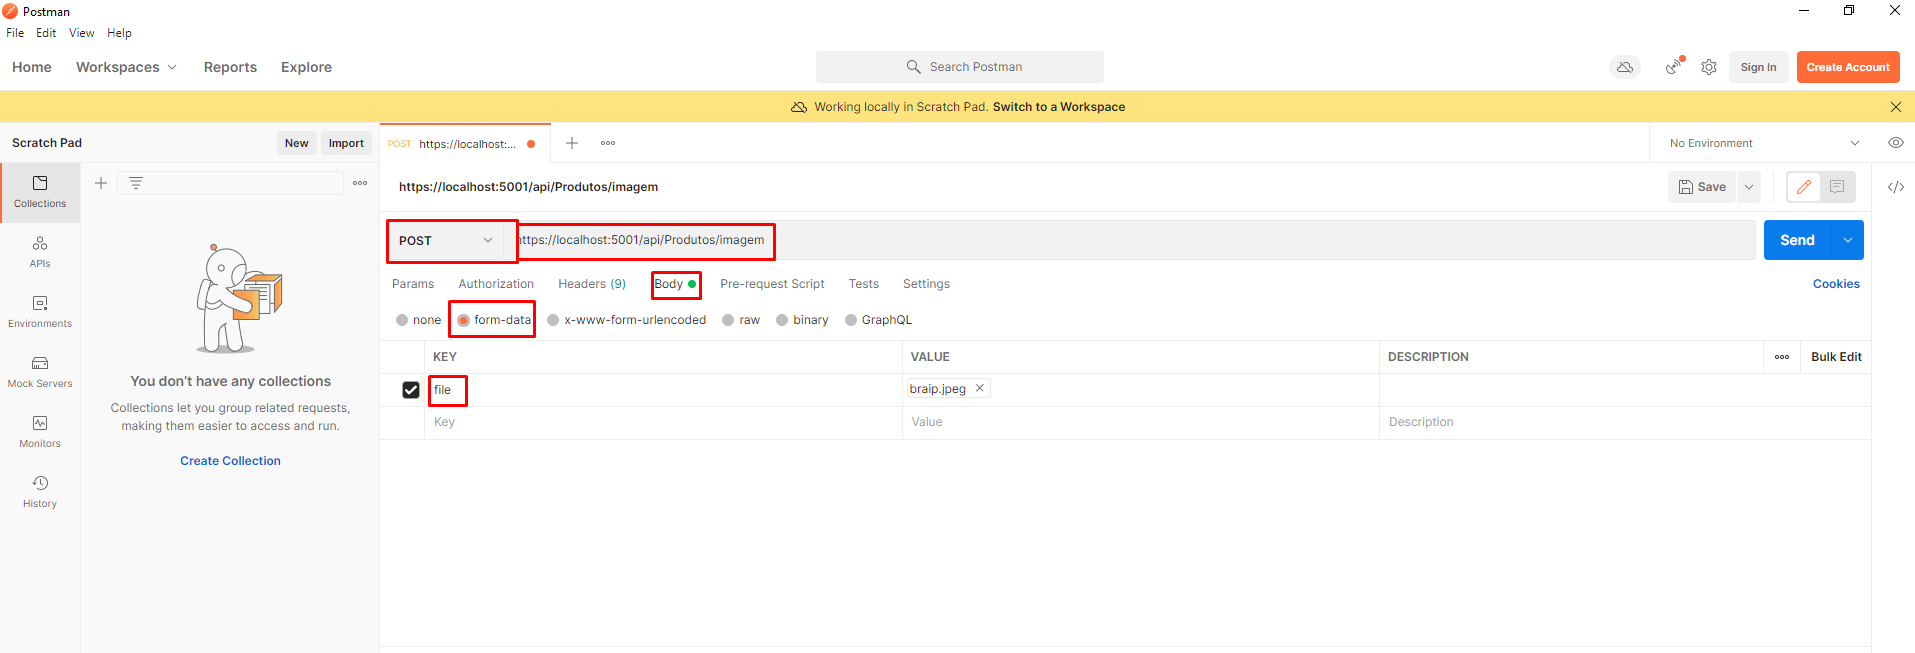 Postman
File Edit View Help
Home Workspaces Reports Explore Search Postman Sign In Create Account
Working locally in Scratch Pad. Switch to a Workspace
Scratch Pad New Import POST https://localhost:... No Environment
Collections
APIs
Environments
Mock Servers
Monitors
History
You don't have any collections
Collections let you group related requests,
making them easier to access and run.
Create Collection
https://localhost:5001/api/Produtos/imagem Save
POST https://localhost:5001/api/Produtos/imagem Send
Params Authorization Headers (9) Body Pre-request Script Tests Settings Cookies
none form-data x-www-form-urlencoded raw binary GraphQL
KEY VALUE DESCRIPTION Bulk Edit
file braip.jpeg
Key Value Description